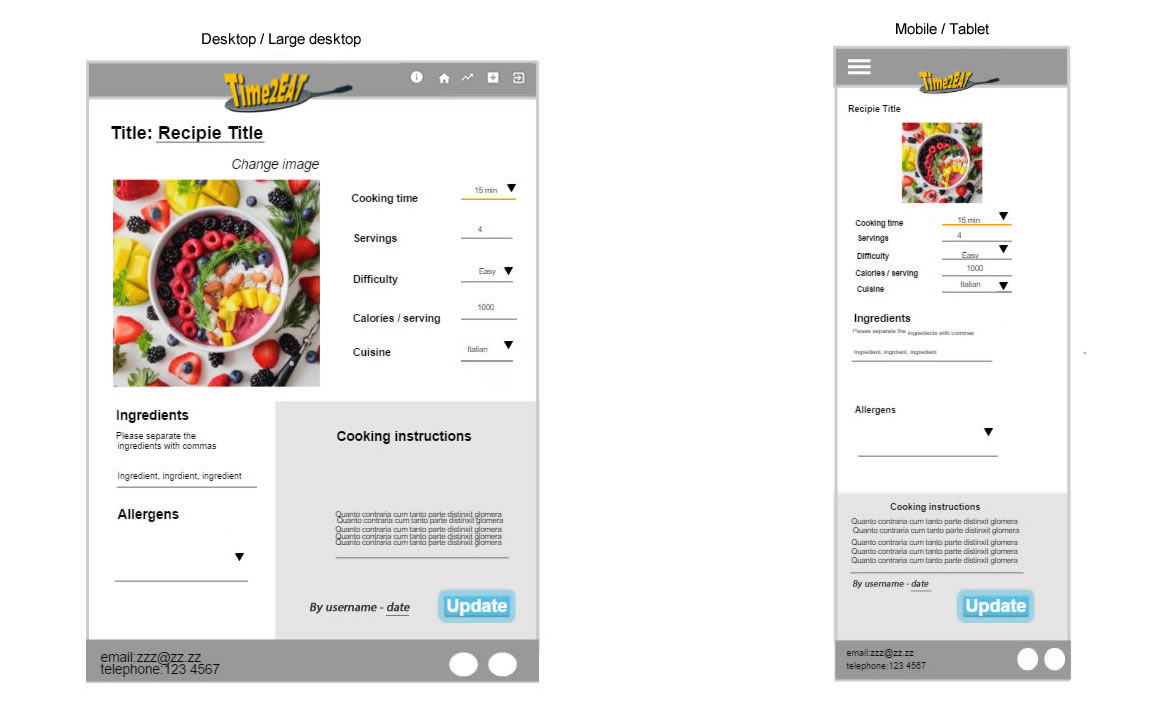 Desktop / Large desktop
Time2EAT
Title: Recipie Title
Change image
Cooking time
15 min
Servings
4
Difficulty
Easy
Calories / serving
1000
Cuisine
Italian
Ingredients
Please separate the
ingredients with commas
Ingredient, ingrdient, ingredient
Allergens
Cooking instructions
Quanto contraria cum tanto parte distinxit glomera
Quanto contraria cum tanto parte distinxit glomera
Quanto contraria cum tanto parte distinxit glomera
Quanto contraria cum tanto parte distinxit glomera
Quanto contraria cum tanto parte distinxit glomera
By username - date
Update
email:zzz@zz.zz
telephone:123 4567
Mobile / Tablet
Time2EAT
Recipie Title
Cooking time
15 min
Servings
4
Difficulty
Easy
Calories / serving
1000
Cuisine
Italian
Ingredients
Please separate the ingredients with commas
Ingredient, ingrdient, ingredient
Allergens
Cooking instructions
Quanto contraria cum tanto parte distinxit glomera
Quanto contraria cum tanto parte distinxit glomera
Quanto contraria cum tanto parte distinxit glomera
Quanto contraria cum tanto parte distinxit glomera
Quanto contraria cum tanto parte distinxit glomera
By username - date
Update
email:zzz@zz.zz
telephone:123 4567